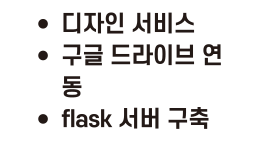 • 디자인 서비스
• 구글 드라이브 연
동
• flask 서버 구축